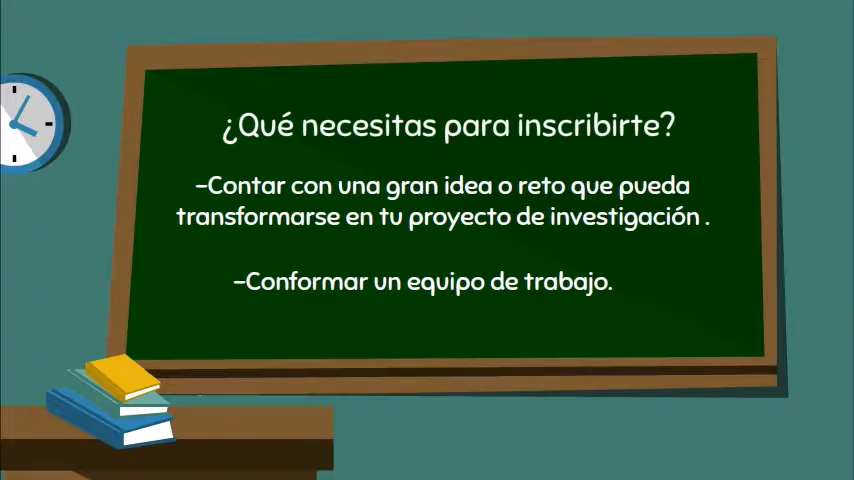 ¿Qué necesitas para inscribirte?
-Contar con una gran idea o reto que pueda
transformarse en tu proyecto de investigación .
-Conformar un equipo de trabajo.